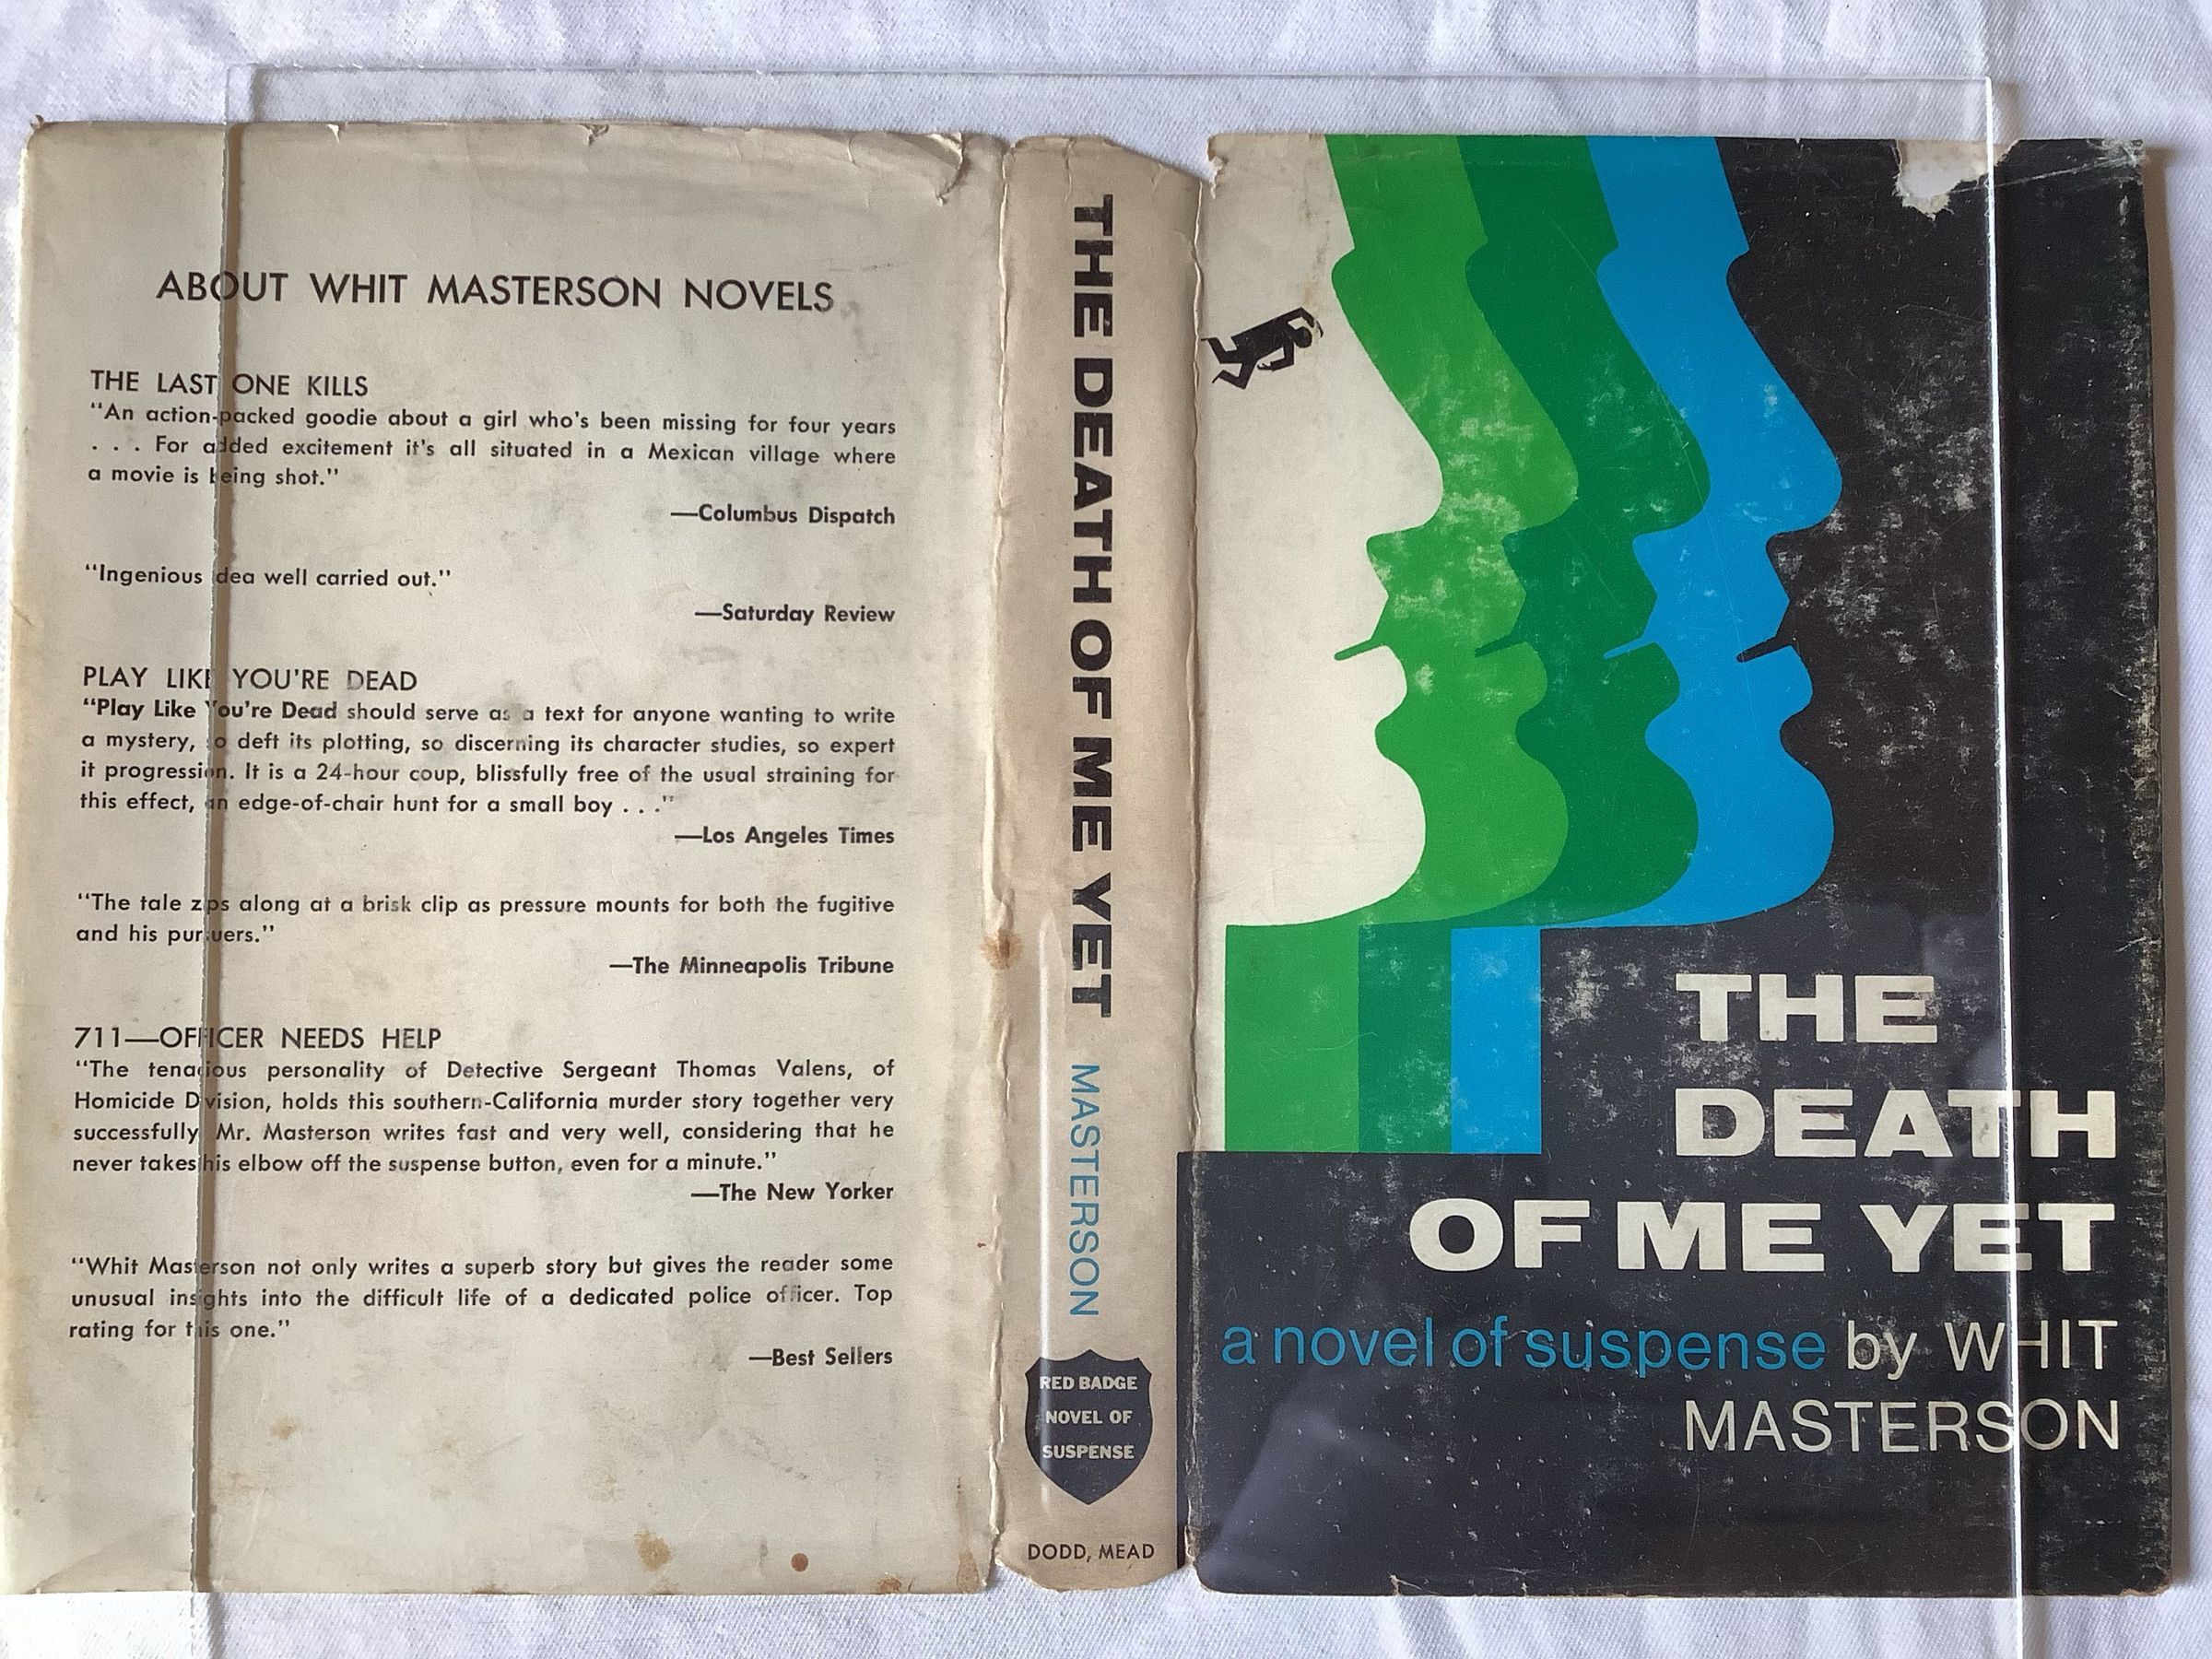 ABOUT WHIT MASTERSON NOVELS
THE LAST ONE KILLS
“An action-packed goodie about a girl who's been missing for four years
. . . For added excitement it's all situated in a Mexican village where
a movie is being shot.”
—Columbus Dispatch
“Ingenious idea well carried out.”
—Saturday Review
PLAY LIKE YOU'RE DEAD
“Play Like You're Dead should serve as a text for anyone wanting to write
a mystery, so deft its plotting, so discerning its character studies, so expert
it progression. It is a 24-hour coup, blissfully free of the usual straining for
this effect, an edge-of-chair hunt for a small boy . . .”
—Los Angeles Times
“The tale zips along at a brisk clip as pressure mounts for both the fugitive
and his pursuers.”
—The Minneapolis Tribune
711—OFFICER NEEDS HELP
“The tenacious personality of Detective Sergeant Thomas Valens, of
Homicide Division, holds this southern-California murder story together very
successfully. Mr. Masterson writes fast and very well, considering that he
never takes his elbow off the suspense button, even for a minute.”
—The New Yorker
“Whit Masterson not only writes a superb story but gives the reader some
unusual insights into the difficult life of a dedicated police officer. Top
rating for this one.”
—Best Sellers
THE DEATH OF ME YET MASTERSON
RED BADGE
NOVEL OF
SUSPENSE
DODD, MEAD
THE
DEATH
OF ME YET
a novel of suspense by WHIT
MASTERSON